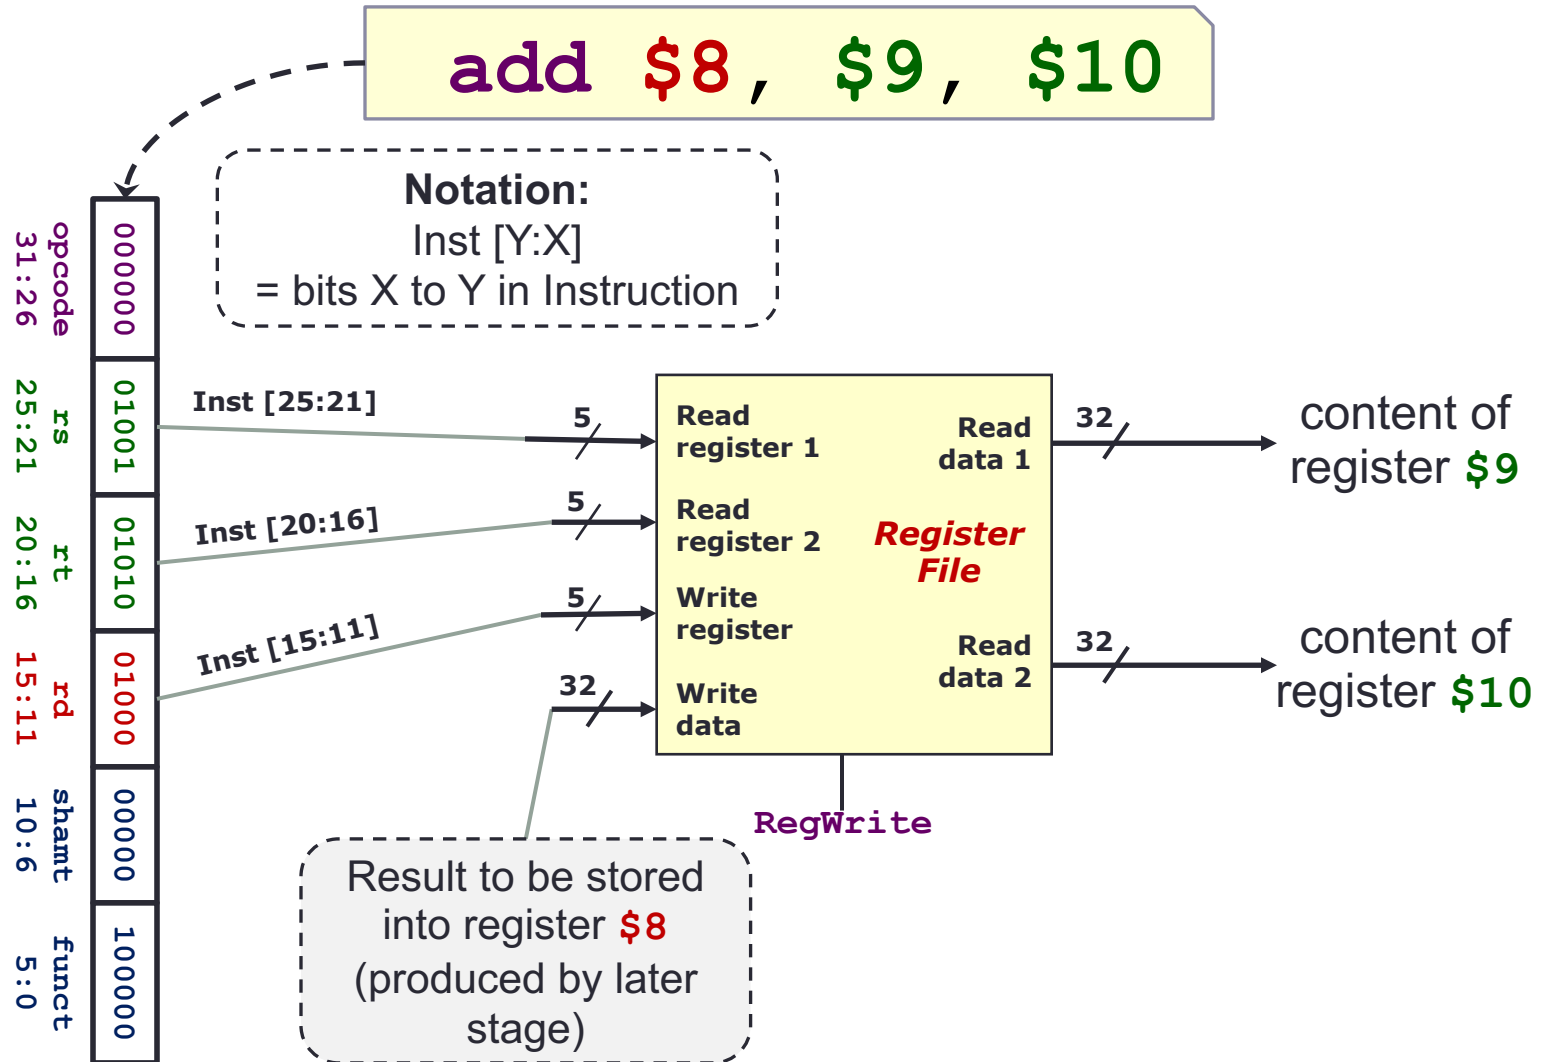 add $8, $9, $10
Notation:
Inst [Y:X]
= bits X to Y in Instruction
opcode
31:26
000000
rs
25:21
01001
rt
20:16
01010
rd
15:11
01000
shamt
10:6
00000
funct
5:0
100000
Inst [25:21]
5
Inst [20:16]
5
Inst [15:11]
5
32
Read
register 1
Read
register 2
Write
register
Write
data
Register
File
Read
data 1
Read
data 2
32
content of
register $9
32
content of
register $10
RegWrite
Result to be stored
into register $8
(produced by later
stage)